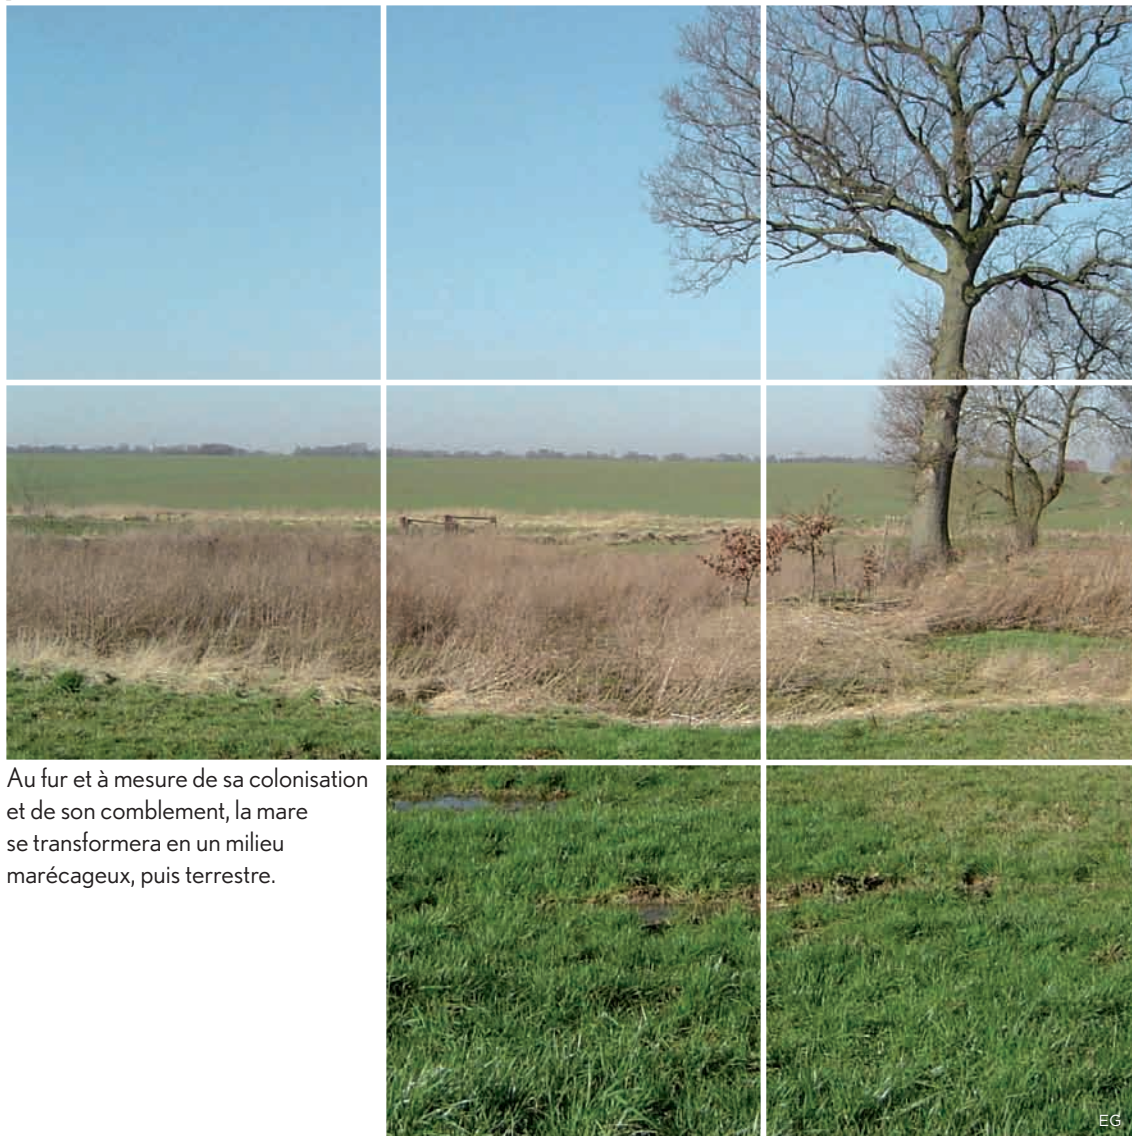 Au fur et à mesure de sa colonisation
et de son comblement, la mare
se transformera en un milieu
marécageux, puis terrestre.
EG